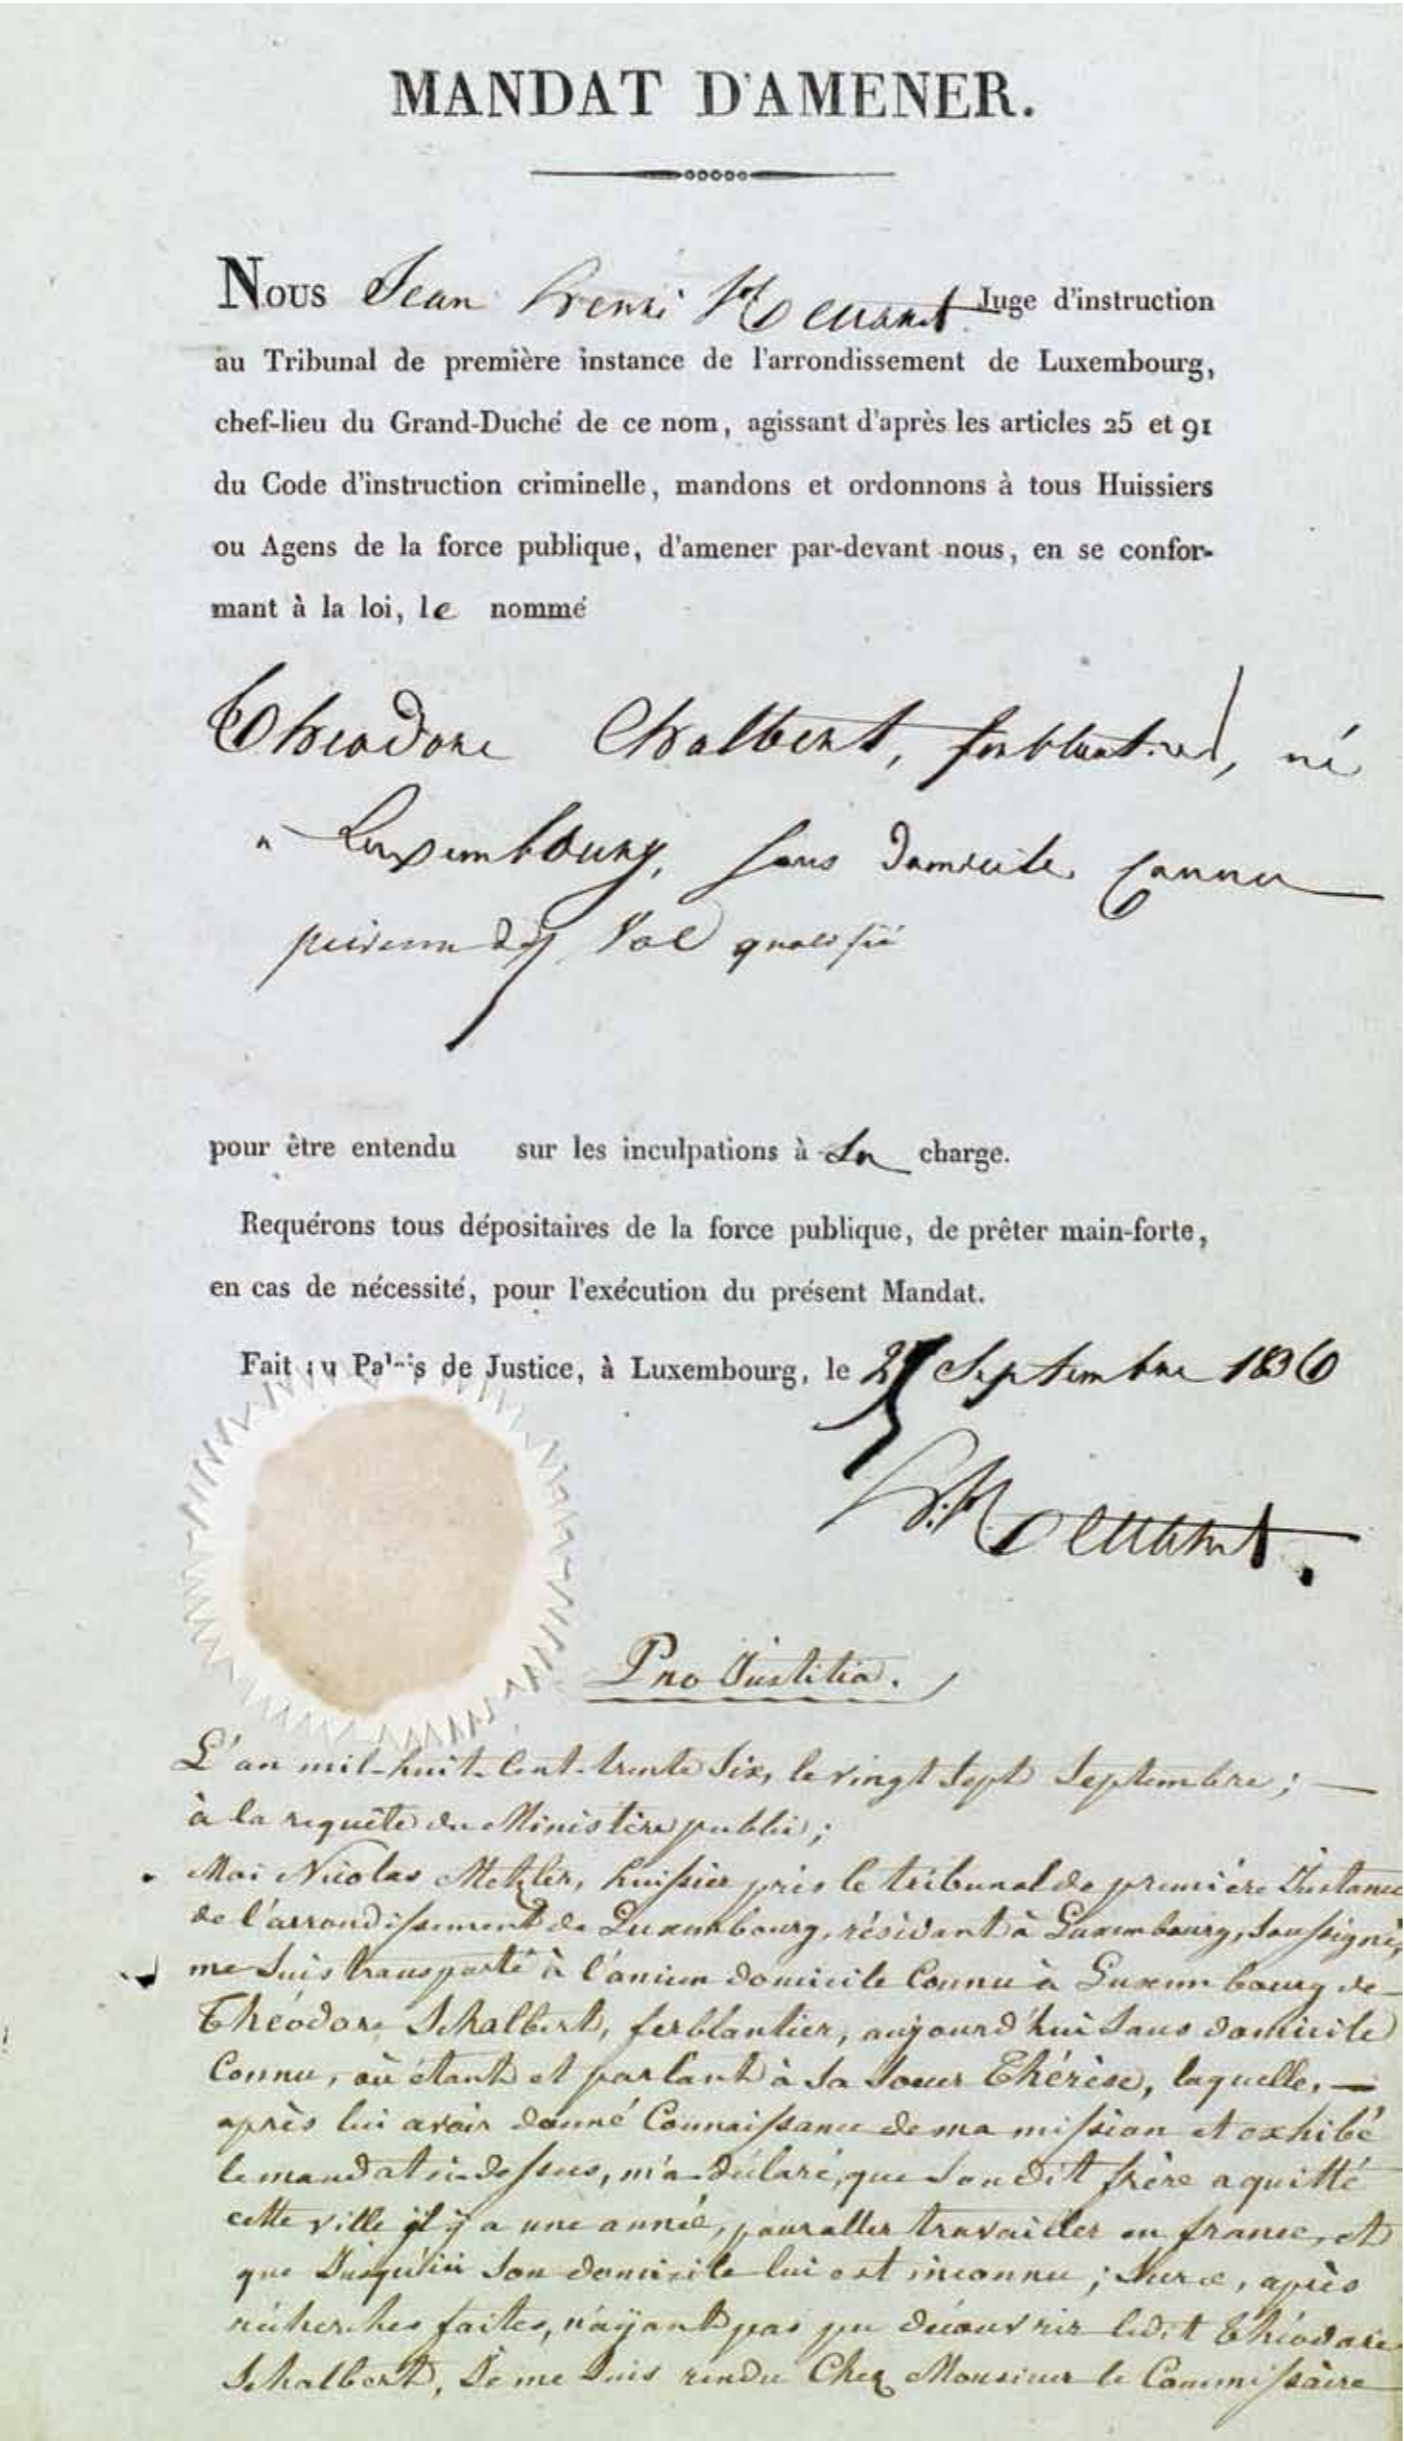 MANDAT D'AMENER.
Nous Jean Henri Juge d'instruction
au Tribunal de première instance de l'arrondissement de Luxembourg,
chef-lieu du Grand-Duché de ce nom, agissant d'après les articles 25 et 91
du Code d'instruction criminelle, mandons et ordonnons à tous Huissiers
ou Agens de la force publique, d'amener par-devant nous, en se confor-
mant à la loi, le nommé
Théodore Schalbert, ferblantier, né
a Luxembourg, sans domicile connu
prévenu de vol qualifié
pour être entendu sur les inculpations à sa charge.
Requérons tous dépositaires de la force publique, de prêter main-forte,
en cas de nécessité, pour l'exécution du présent Mandat.
Fait au Palais de Justice, à Luxembourg, le Septembre 1836
Pro Justitia.
L'an mil-huit-cent-trente six, le vingt sept Septembre ;
à la requête du Ministère public ;
Moi Nicolas Metzler, huissier près le tribunal de première Instance
de l'arrondissement de Luxembourg, résidant à Luxembourg, soussigné,
me suis transporté à l'ancien domicile connu à Luxembourg de
Théodore Schalbert, ferblantier, aujourd'hui sans domicile
connu, où étant et parlant à sa soeur Thérèse, laquelle,
après lui avoir donné connaissance de ma mission et exhibé
le mandat ci-dessus, m'a déclaré, que son dit frère a quitté
cette ville il y a une année, pour aller travailler en france, et
que Jusqu'ici son domicile lui est inconnu ; Sur ce, après
recherches faites, n'ayant pas pu découvrir ledit Théodore
Schalbert, Je me suis rendu chez Monsieur le Commissaire